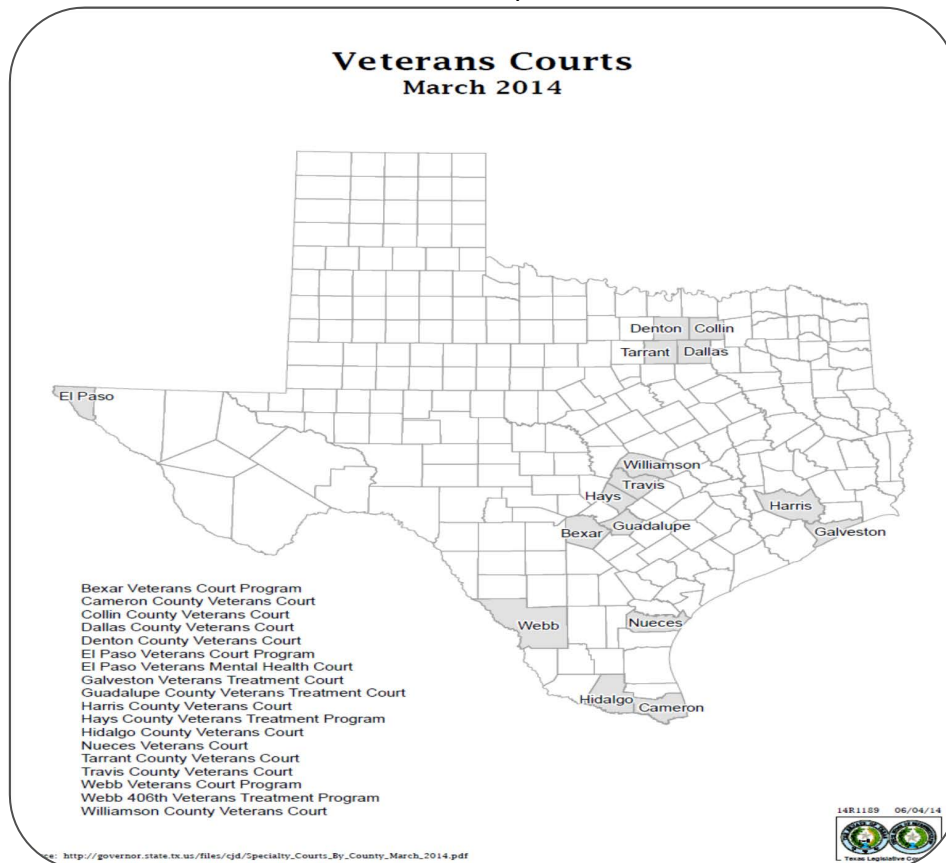 Veterans Courts
March 2014
Denton
Collin
Tarrant
Dallas
El Paso
Williamson
Travis
Hays
Harris
Guadalupe
Bexar
Galveston
Webb
Nueces
Hidalgo
Cameron
Bexar Veterans Court Program
Cameron County Veterans Court
Collin County Veterans Court
Dallas County Veterans Court
Denton County Veterans Court
El Paso Veterans Court Program
El Paso Veterans Mental Health Court
Galveston Veterans Treatment Court
Guadalupe County Veterans Treatment Court
Harris County Veterans Court
Hays County Veterans Treatment Program
Hidalgo County Veterans Court
Nueces Veterans Court
Tarrant County Veterans Court
Travis County Veterans Court
Webb Veterans Court Program
Webb 406th Veterans Treatment Program
Williamson County Veterans Court
14R1189 06/04/14
Texas Legislative Cou
ce: http://governor.state.tx.us/files/cjd/Specialty_Courts_By_County_March_2014.pdf